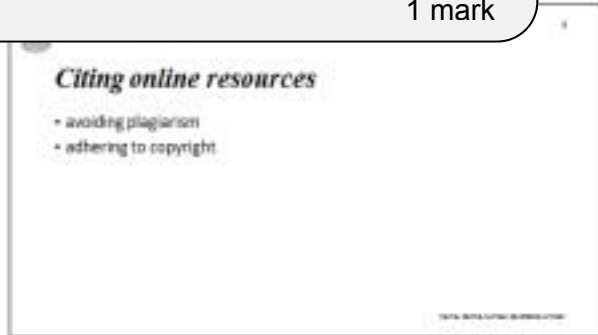 1 mark
Citing online resources
• avoiding plagiarism
• adhering to copyright